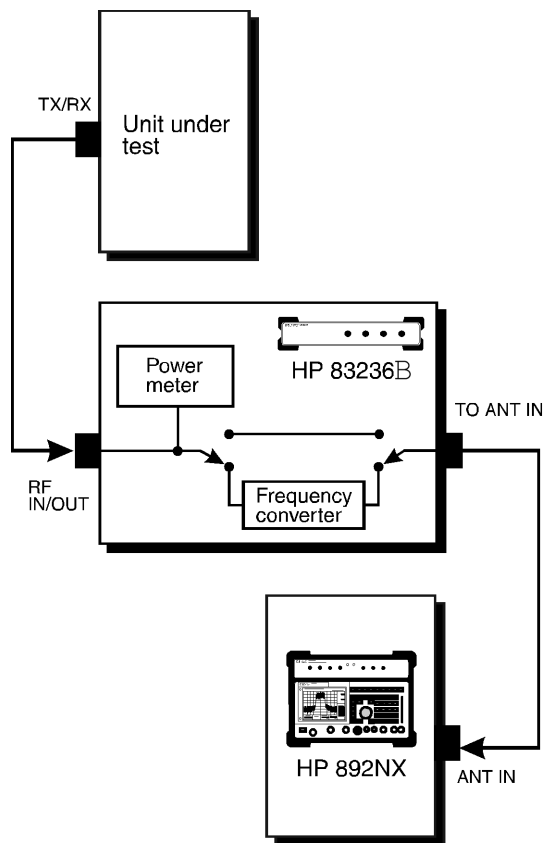 TX/RX
Unit under
test
Power
meter
HP 83236B
TO ANT IN
RF
IN/OUT
Frequency
converter
HP 892NX
ANT IN